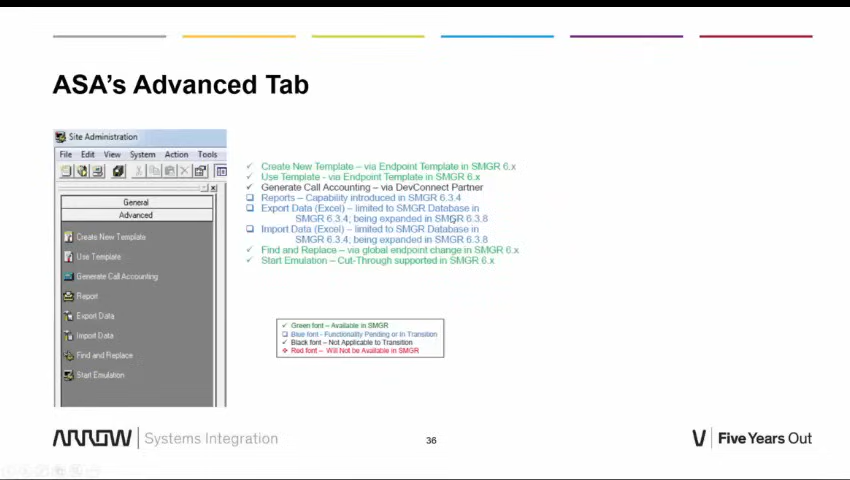 ASA's Advanced Tab
Site Administration
File Edit View System Action Tools
General
Advanced
Create New Template
Use Template
Generate Call Accounting
Report
Export Data
Import Data
Find and Replace
Start Emulation
Create New Template – via Endpoint Template in SMGR 6.x
Use Template - via Endpoint Template in SMGR 6.x
Generate Call Accounting – via DevConnect Partner
Reports – Capability introduced in SMGR 6.3.4
Export Data (Excel) – limited to SMGR Database in
SMGR 6.3.4; being expanded in SMGR 6.3.8
Import Data (Excel) – limited to SMGR Database in
SMGR 6.3.4; being expanded in SMGR 6.3.8
Find and Replace – via global endpoint change in SMGR 6.x
Start Emulation – Cut-Through supported in SMGR 6.x
Green font – Available in SMGR
Blue font - Functionality Pending or In Transition
Black font – Not Applicable to Transition
Red font – Will Not be Available in SMGR
ARROW Systems Integration
36
Five Years Out